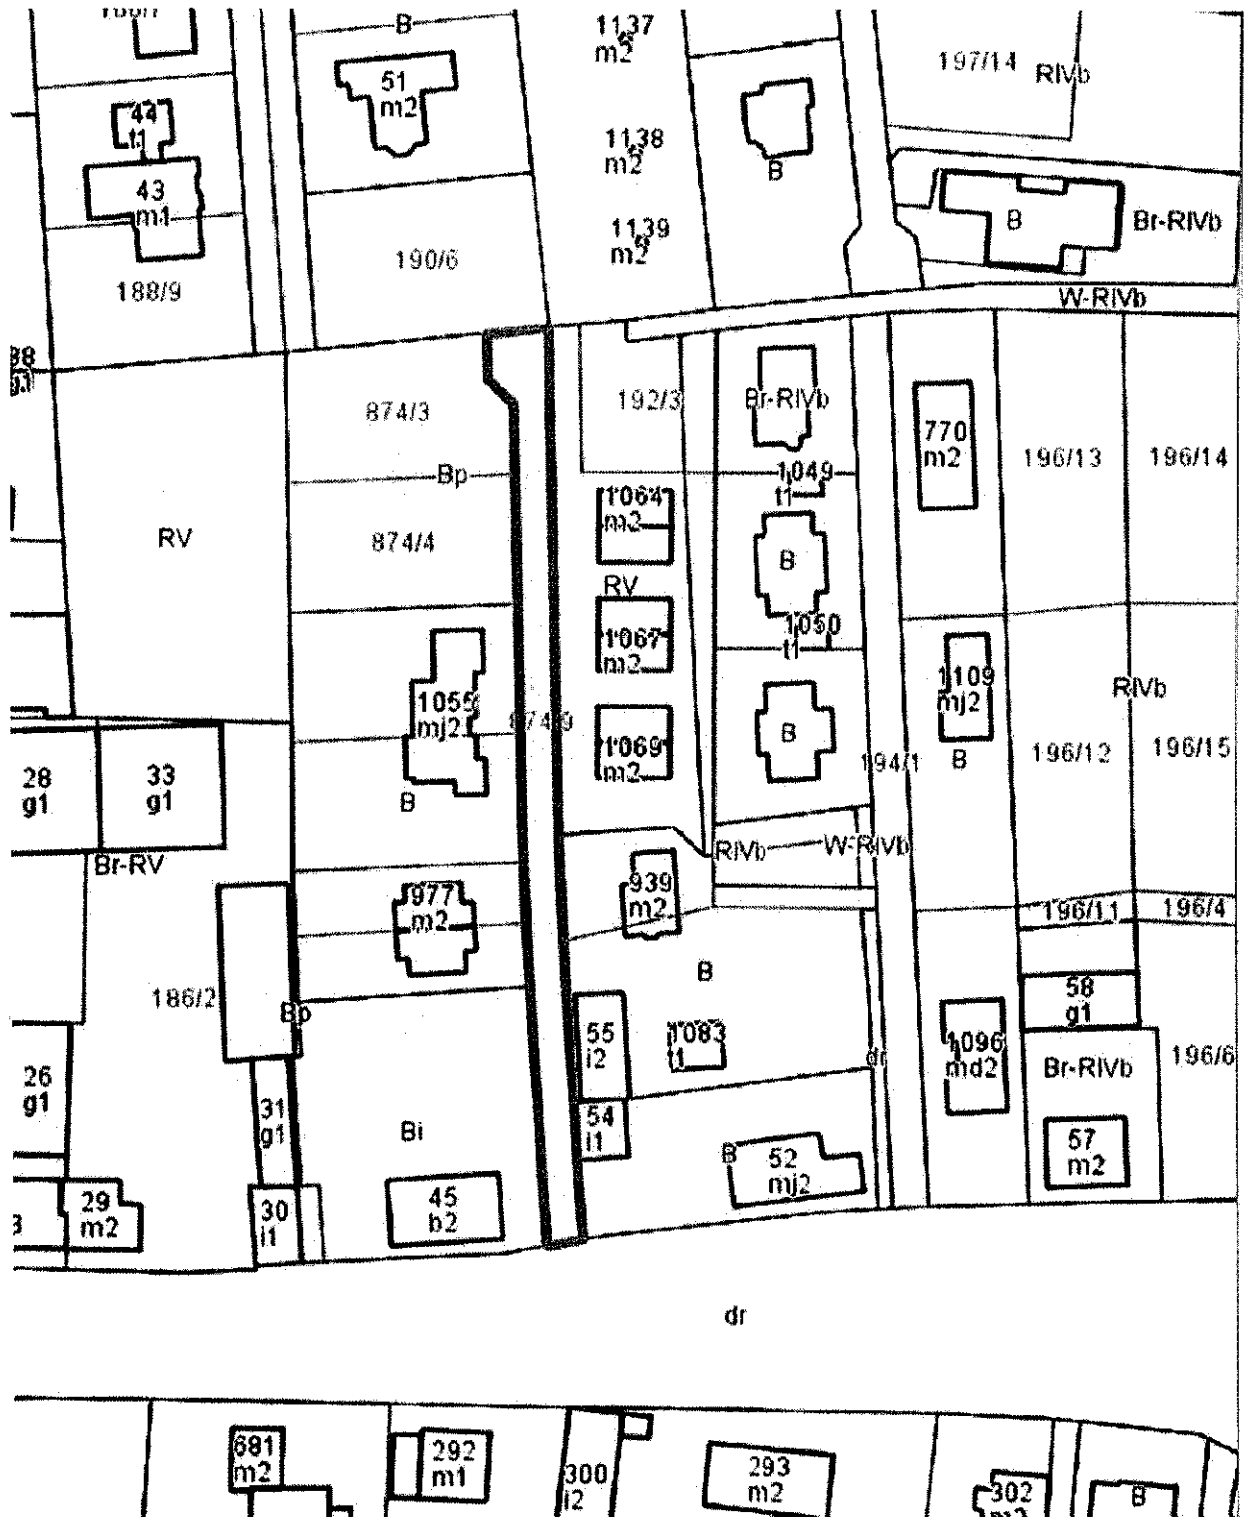 B
1137
m2
197/14
RIVb
51
m2
44
t1
1138
m2
B
43
m1
1139
m2
B
Br-RIVb
190/6
188/9
W-RIVb
874/3
192/3
Br-RIVb
770
m2
196/13
196/14
Bp
1049
t1
1064
m2
RV
874/4
B
RV
1067
m2
1050
t1
1109
mj2
RIVb
1055
mj2
874/9
1069
m2
B
194/1
B
196/12
196/15
28
g1
33
g1
B
Br-RV
RIVb
W-RIVb
977
m2
939
m2
196/11
196/4
186/2
Bp
B
58
g1
55
i2
1083
t1
dr
1096
md2
Br-RIVb
196/6
26
g1
31
g1
Bi
54
i1
B
52
mj2
57
m2
29
m2
30
i1
45
b2
dr
681
m2
292
m1
300
i2
293
m2
302
m2
B